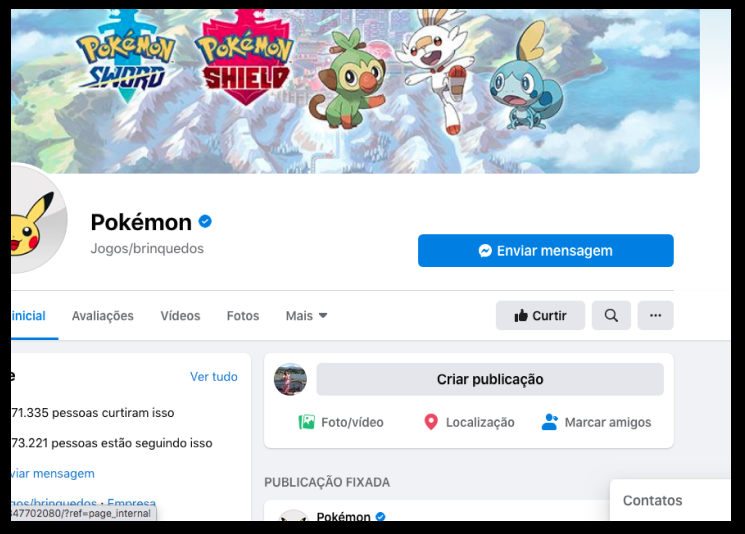 POKÉMON POKÉMON
SWORD SHIELD
Pokémon
Jogos/brinquedos
Enviar mensagem
inicial Avaliações Vídeos Fotos Mais
Curtir
Ver tudo
71.335 pessoas curtiram isso
73.221 pessoas estão seguindo isso
viar mensagem
gos/brinquedos · Empresa
347702080/?ref=page_internal
Criar publicação
Foto/vídeo Localização Marcar amigos
PUBLICAÇÃO FIXADA
Pokémon
Contatos